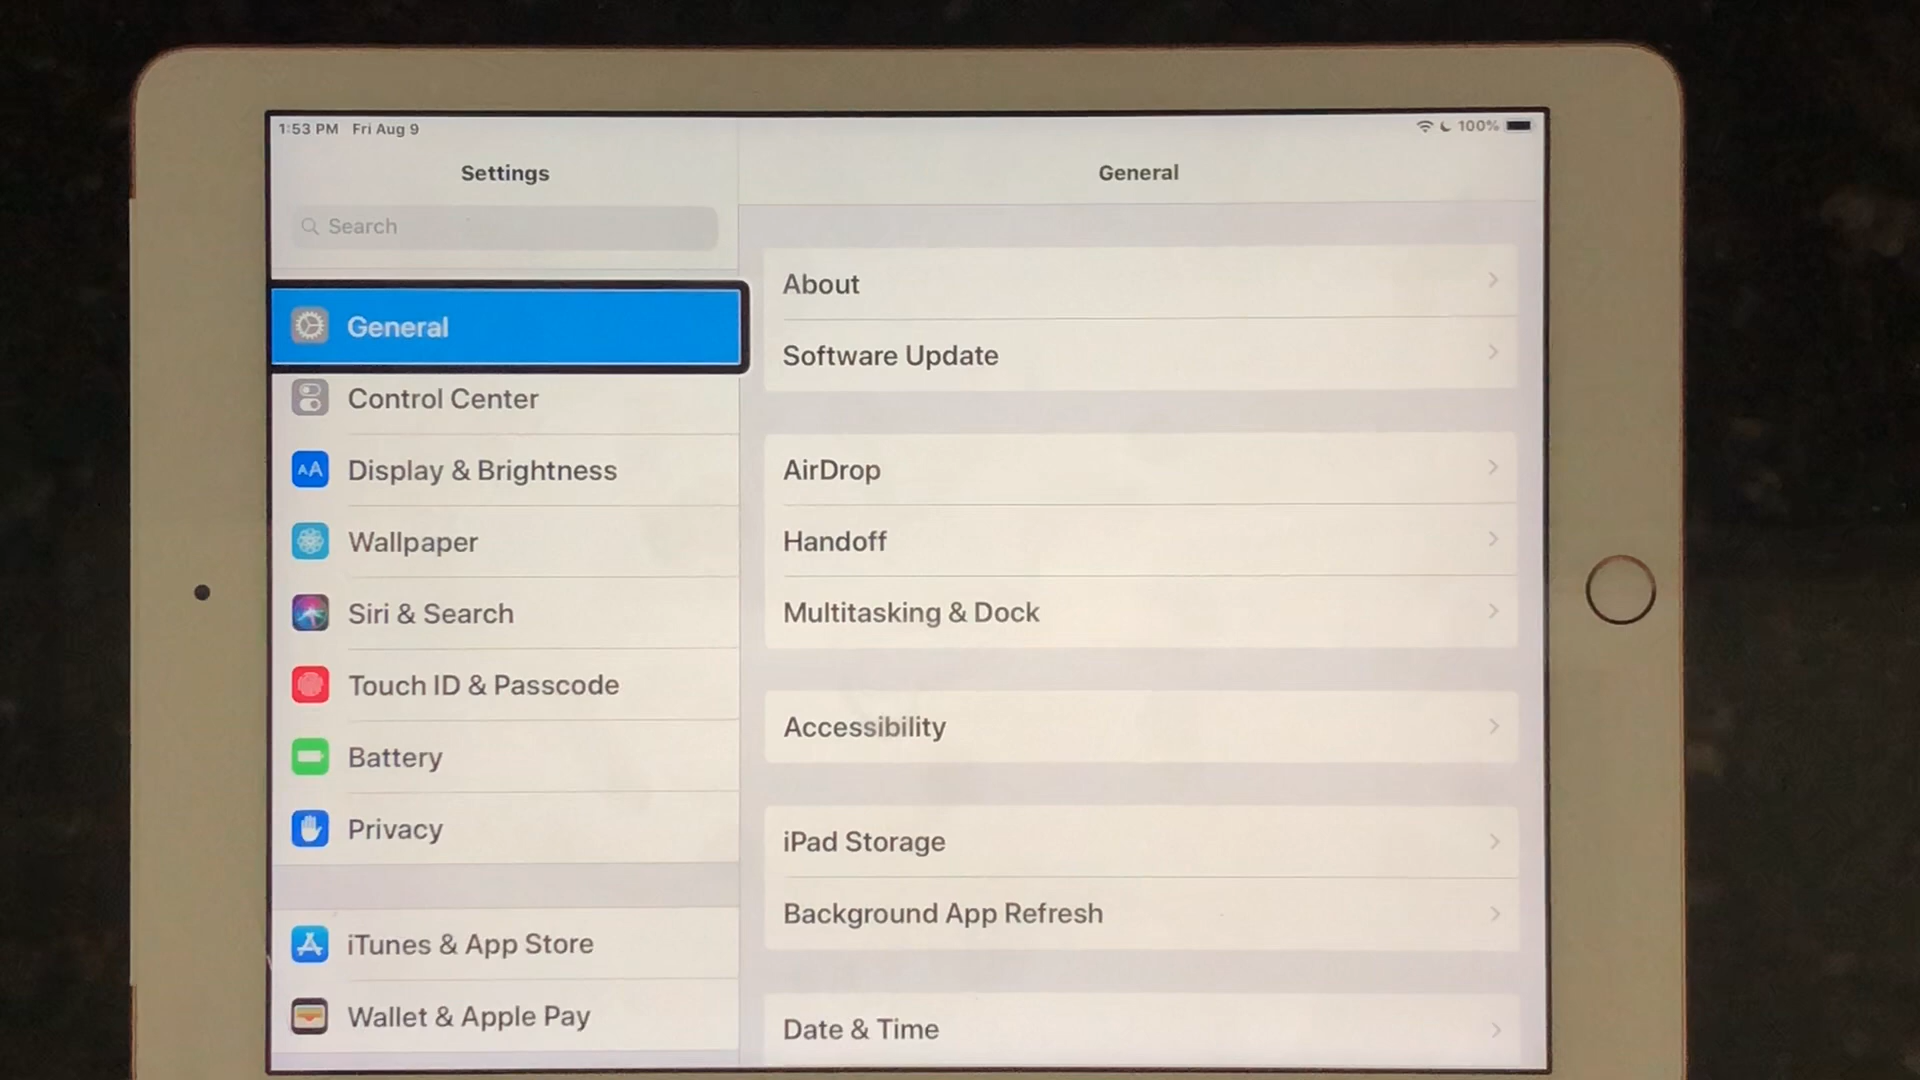 1:53 PM Fri Aug 9
100%
Settings
Search
General
Control Center
AA Display & Brightness
Wallpaper
Siri & Search
Touch ID & Passcode
Battery
Privacy
iTunes & App Store
Wallet & Apple Pay
General
About
Software Update
AirDrop
Handoff
Multitasking & Dock
Accessibility
iPad Storage
Background App Refresh
Date & Time